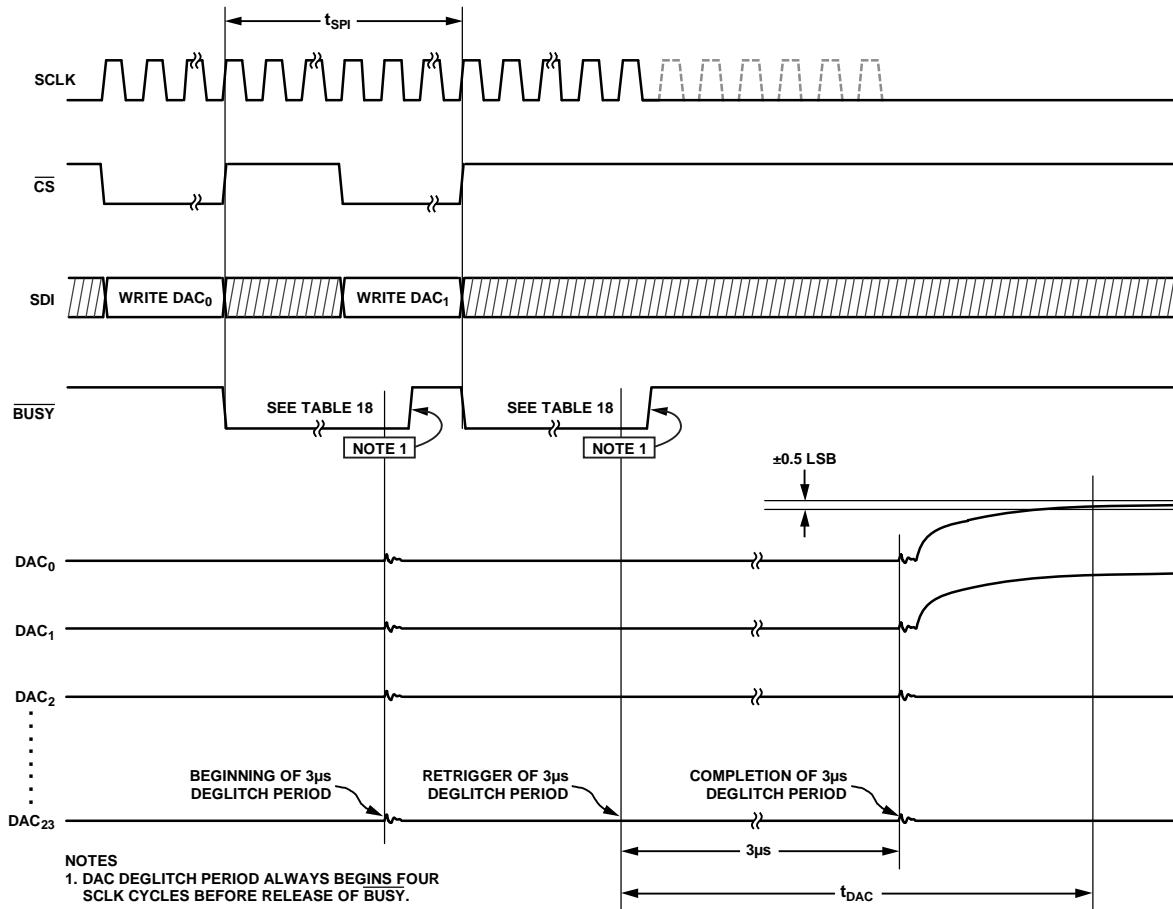 tSPI
SCLK
CS
SDI
WRITE DAC0
WRITE DAC1
BUSY
SEE TABLE 18
SEE TABLE 18
NOTE 1
NOTE 1
±0.5 LSB
DAC0
DAC1
DAC2
BEGINNING OF 3µs
DEGLITCH PERIOD
RETRIGGER OF 3µs
DEGLITCH PERIOD
COMPLETION OF 3µs
DEGLITCH PERIOD
DAC23
3µs
NOTES
1. DAC DEGLITCH PERIOD ALWAYS BEGINS FOUR
SCLK CYCLES BEFORE RELEASE OF BUSY.
tDAC